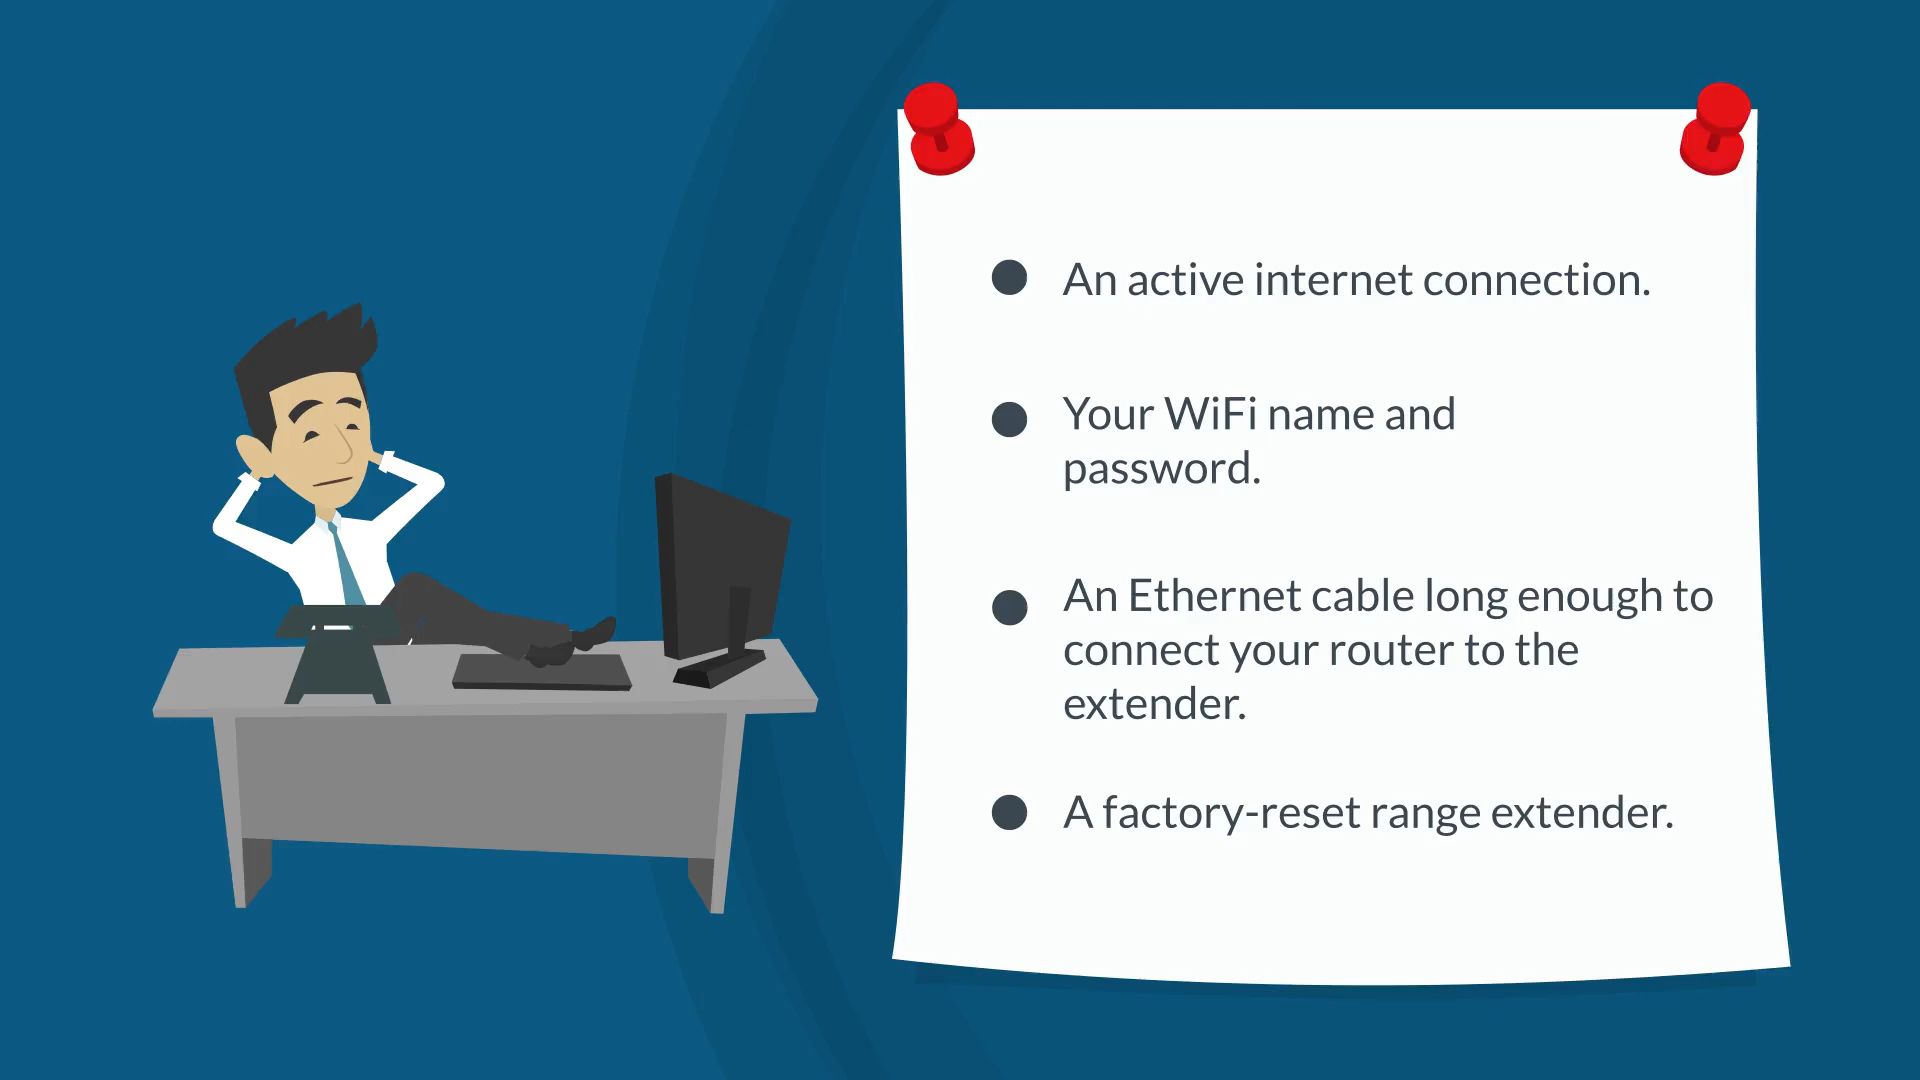 An active internet connection.
Your WiFi name and
password.
An Ethernet cable long enough to
connect your router to the
extender.
A factory-reset range extender.